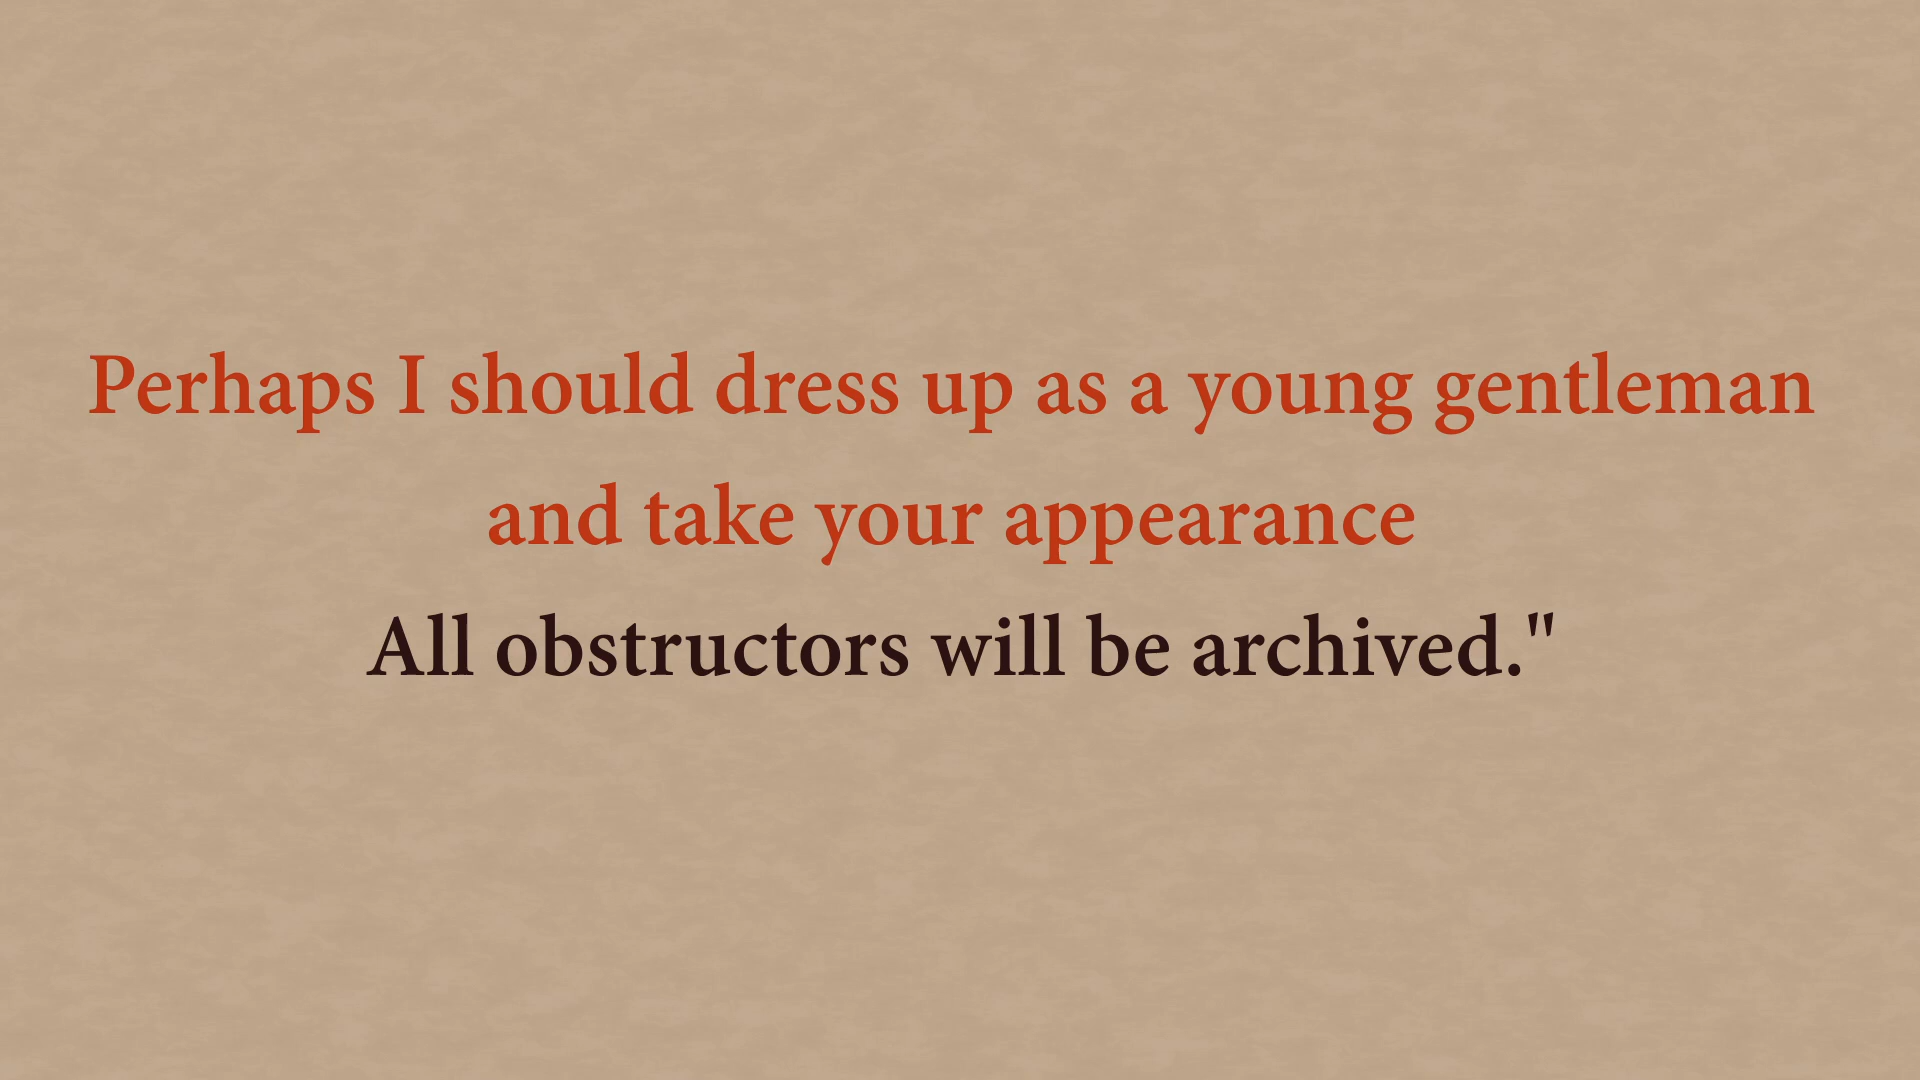 Perhaps I should dress up as a young gentleman
and take your appearance
All obstructors will be archived."